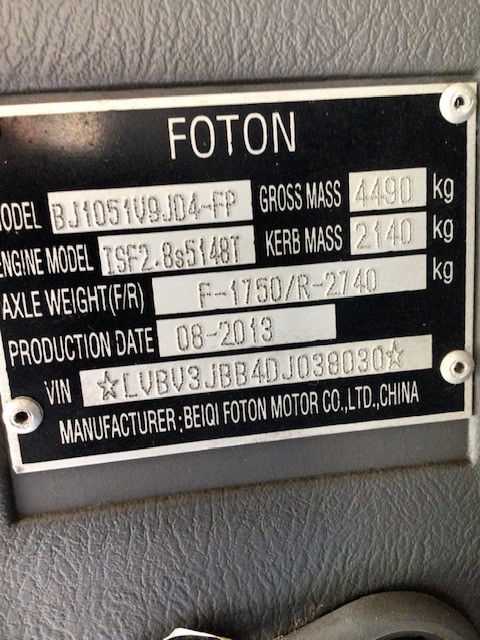 FOTON
MODEL BJ1051V9JD4-FP GROSS MASS 4490 kg
ENGINE MODEL ISF2.8s5148T KERB MASS 2140 kg
AXLE WEIGHT(F/R) F-1750/R-2740 kg
PRODUCTION DATE 08-2013
VIN ☆LVBV3JBB4DJ038030☆
MANUFACTURER:BEIQI FOTON MOTOR CO.,LTD.,CHINA